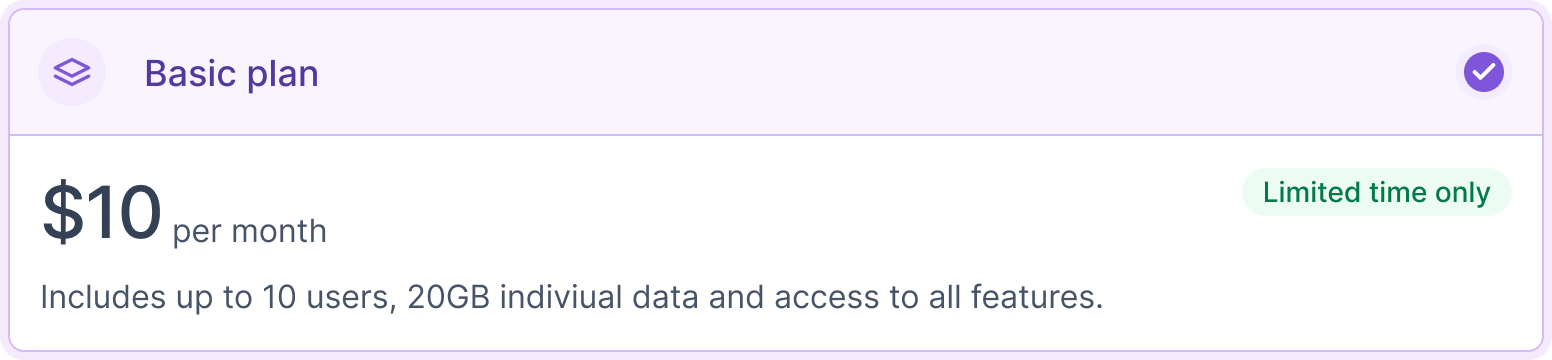 Basic plan
$10 per month
Limited time only
Includes up to 10 users, 20GB indiviual data and access to all features.